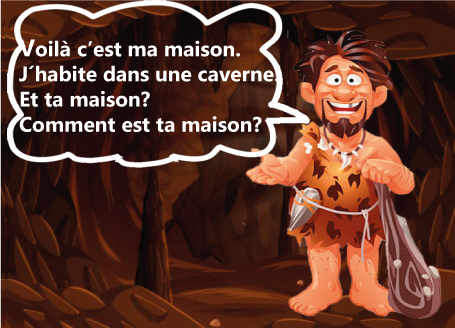 Voilà c'est ma maison.
J´habite dans une caverne.
Et ta maison?
Comment est ta maison?